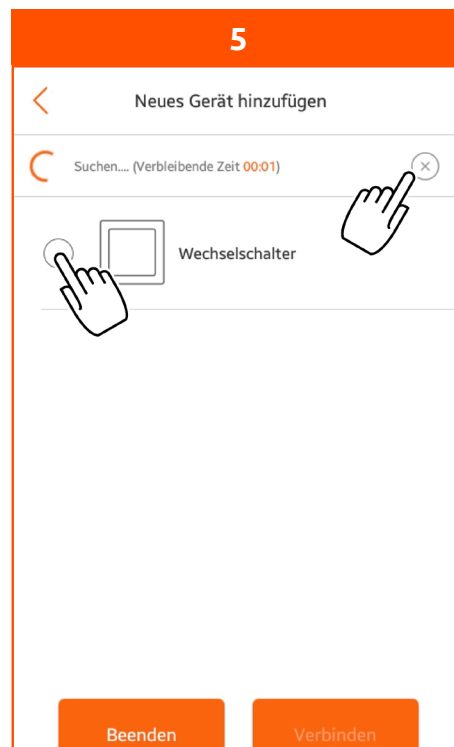 5
Neues Gerät hinzufügen
Suchen.... (Verbleibende Zeit 00:01)
Wechselschalter
Beenden
Verbinden